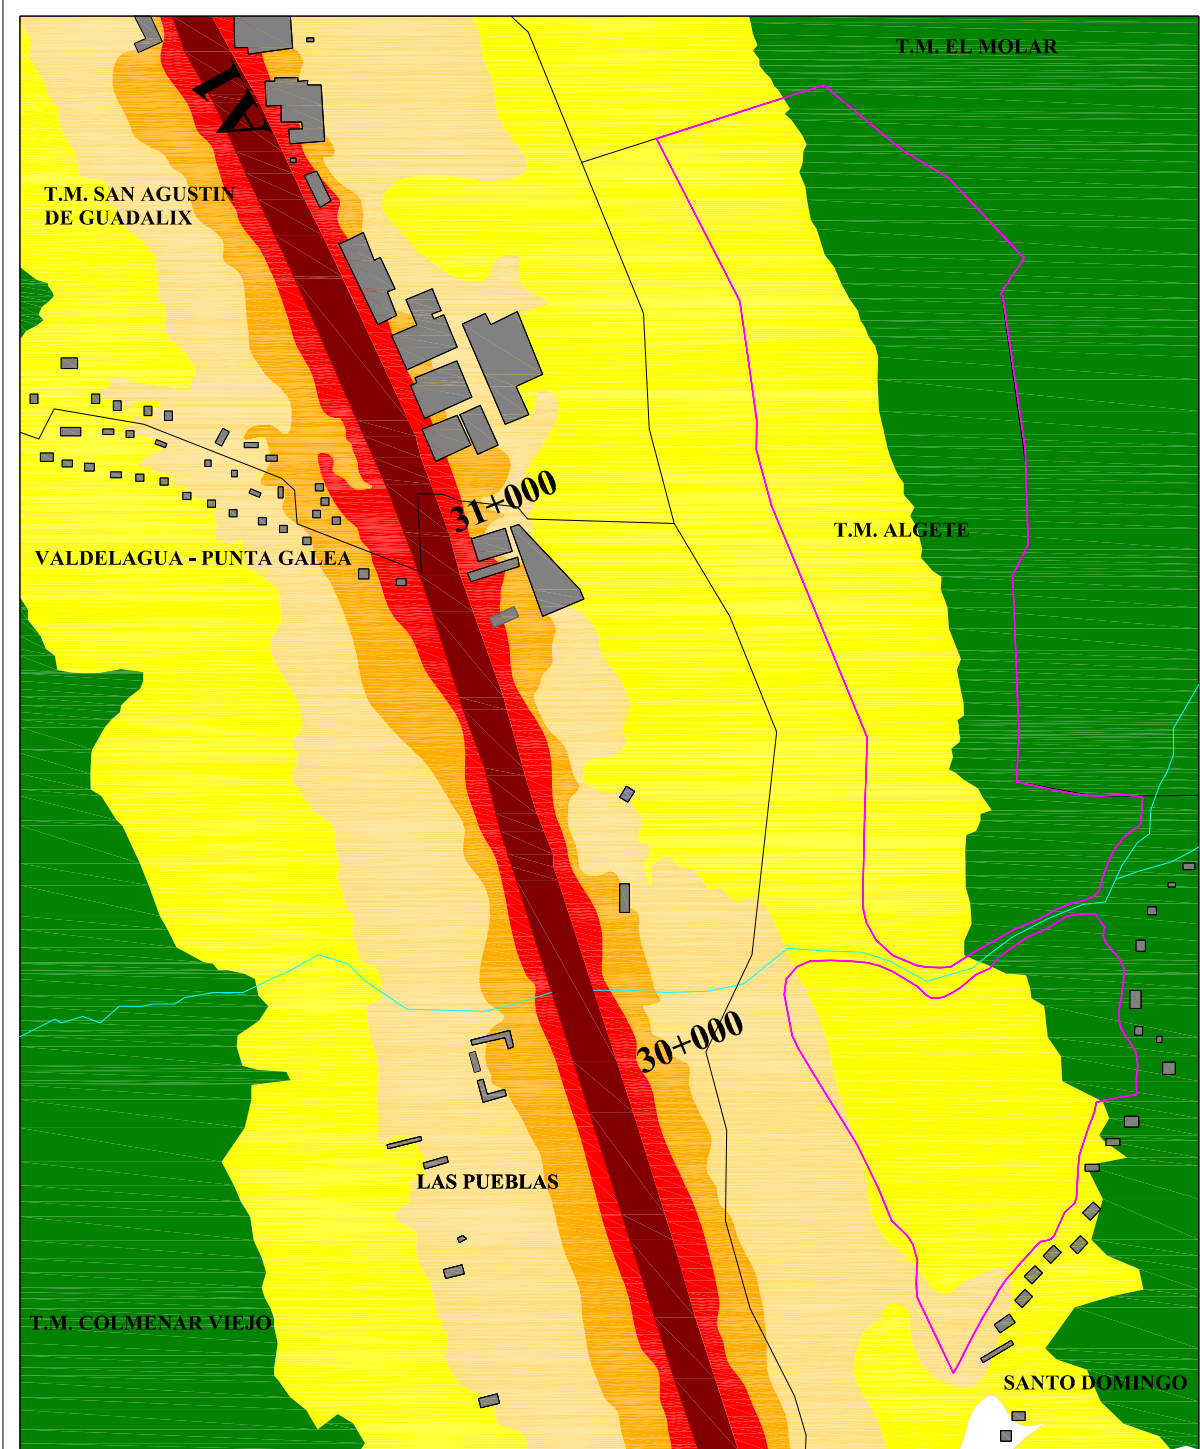 T.M. EL MOLAR
A1
T.M. SAN AGUSTIN
DE GUADALIX
31+000
T.M. ALGETE
VALDELAGUA - PUNTA GALEA
30+000
LAS PUEBLAS
T.M. COLMENAR VIEJO
SANTO DOMINGO